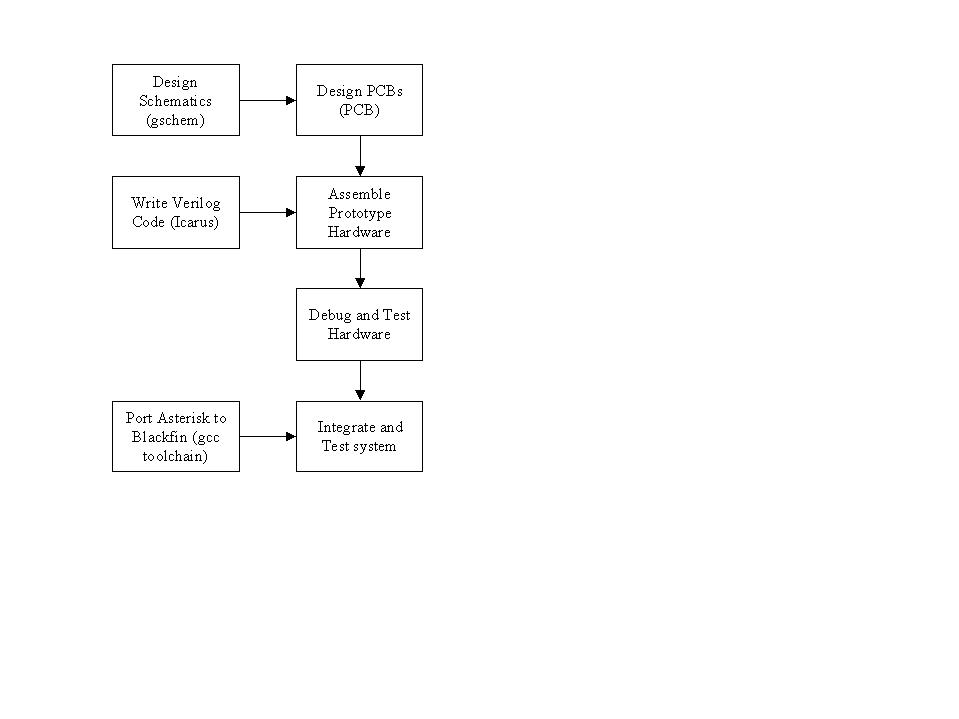 Design
Schematics
(gschem)
Design PCBs
(PCB)
Write Verilog
Code (Icarus)
Assemble
Prototype
Hardware
Debug and Test
Hardware
Port Asterisk to
Blackfin (gcc
toolchain)
Integrate and
Test system